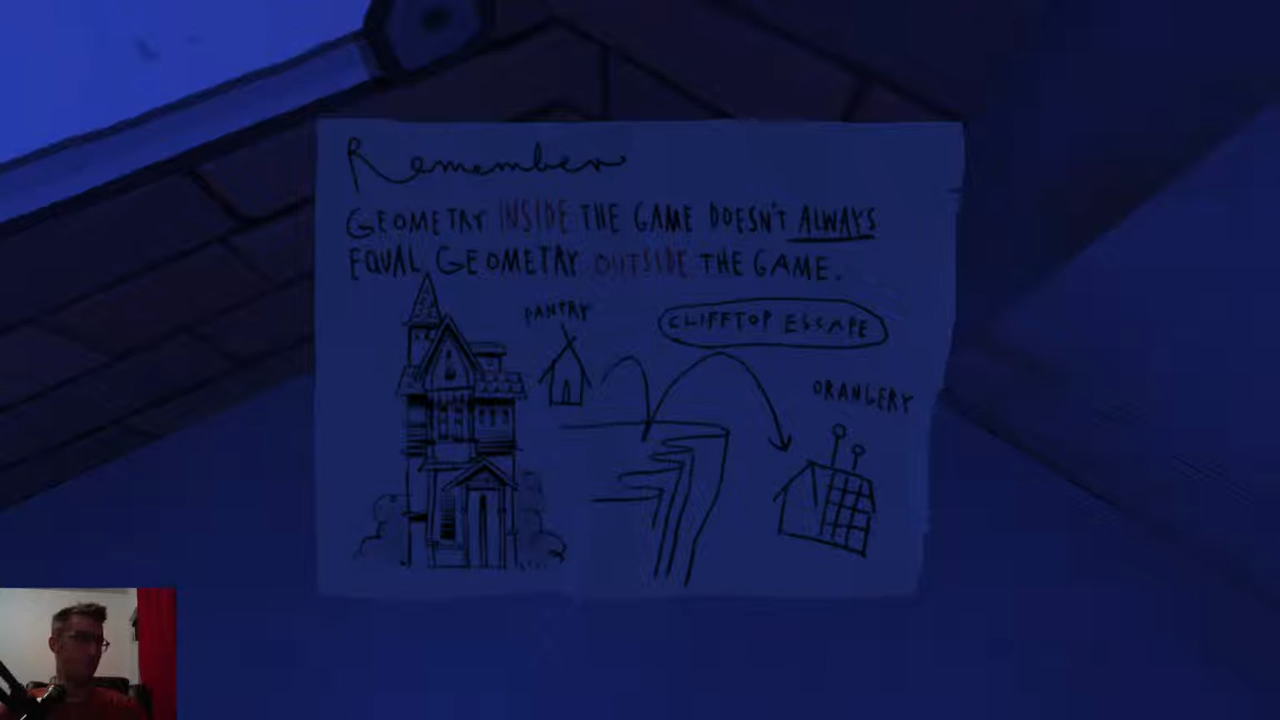 Remember
GEOMETRY INSIDE THE GAME DOESN'T ALWAYS
EQUAL GEOMETRY OUTSIDE THE GAME.
PANTRY
CLIFFTOP ESCAPE
ORANGERY